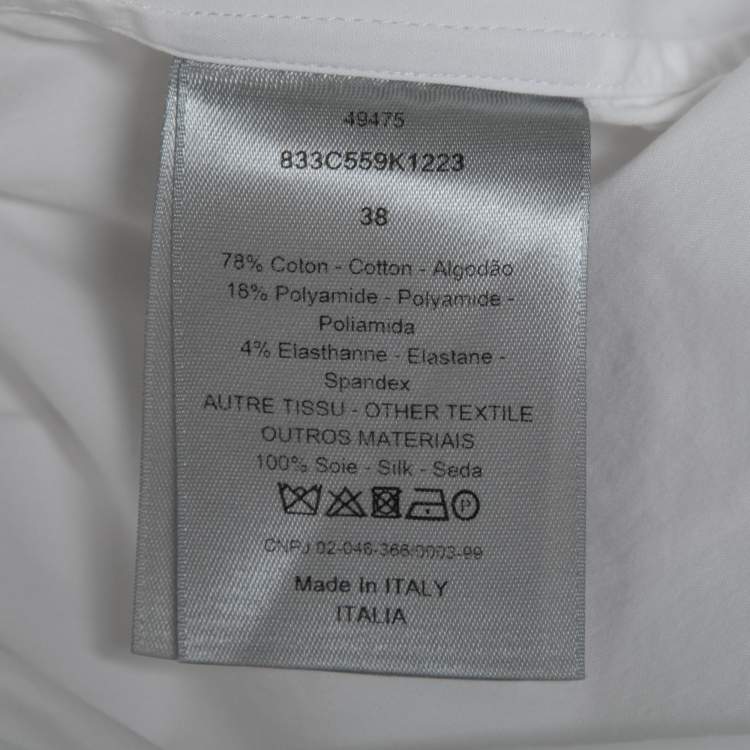 49475
833C559K1223
38
78% Coton - Cotton - Algodão
18% Polyamide - Polyamide -
Poliamida
4% Elasthanne - Elastane -
Spandex
AUTRE TISSU - OTHER TEXTILE
OUTROS MATERIAIS
100% Soie - Silk - Seda
P
CNPJ 02-046-366/0003-99
Made In ITALY
ITALIA